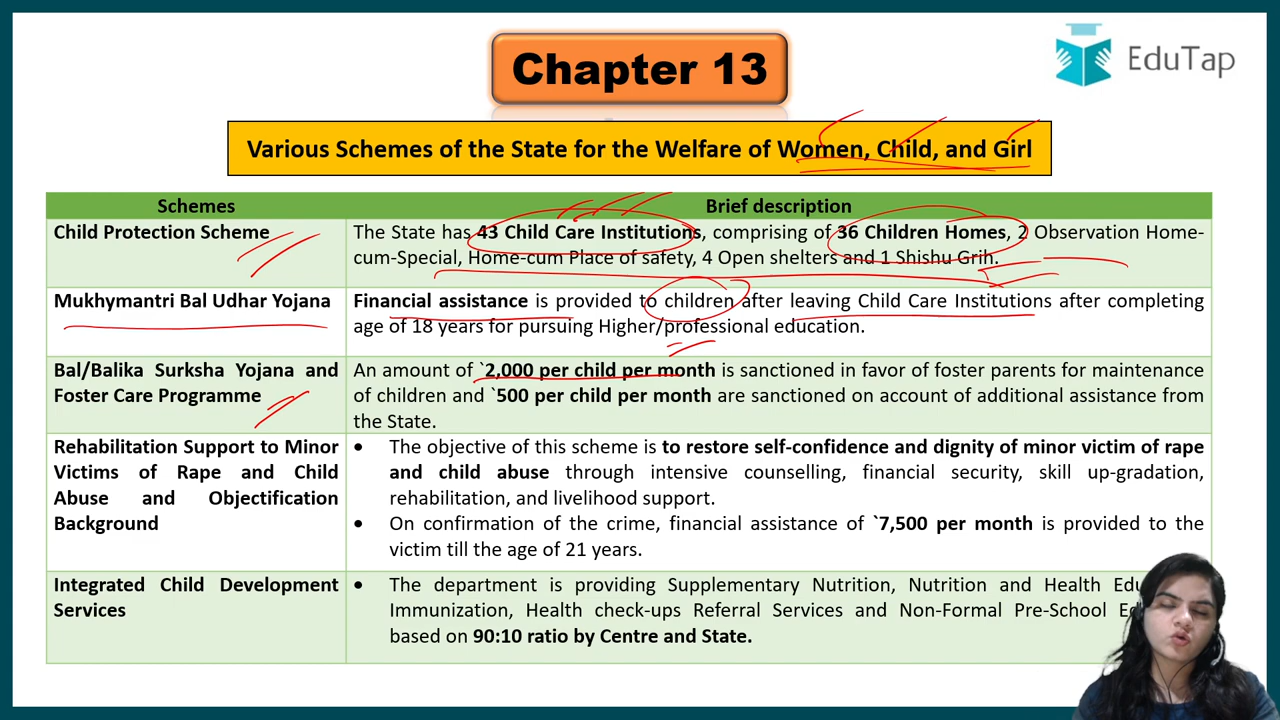 Chapter 13
EduTap
Various Schemes of the State for the Welfare of Women, Child, and Girl
Schemes
Brief description
Child Protection Scheme
The State has 43 Child Care Institutions, comprising of 36 Children Homes, 2 Observation Home-
cum-Special, Home-cum Place of safety, 4 Open shelters and 1 Shishu Grih.
Mukhymantri Bal Udhar Yojana
Financial assistance is provided to children after leaving Child Care Institutions after completing
age of 18 years for pursuing Higher/professional education.
Bal/Balika Surksha Yojana and
Foster Care Programme
An amount of `2,000 per child per month is sanctioned in favor of foster parents for maintenance
of children and `500 per child per month are sanctioned on account of additional assistance from
the State.
Rehabilitation Support to Minor
Victims of Rape and Child
Abuse and Objectification
Background
• The objective of this scheme is to restore self-confidence and dignity of minor victim of rape
and child abuse through intensive counselling, financial security, skill up-gradation,
rehabilitation, and livelihood support.
• On confirmation of the crime, financial assistance of `7,500 per month is provided to the
victim till the age of 21 years.
Integrated Child Development
Services
• The department is providing Supplementary Nutrition, Nutrition and Health
Immunization, Health check-ups Referral Services and Non-Formal Pre-School
based on 90:10 ratio by Centre and State.